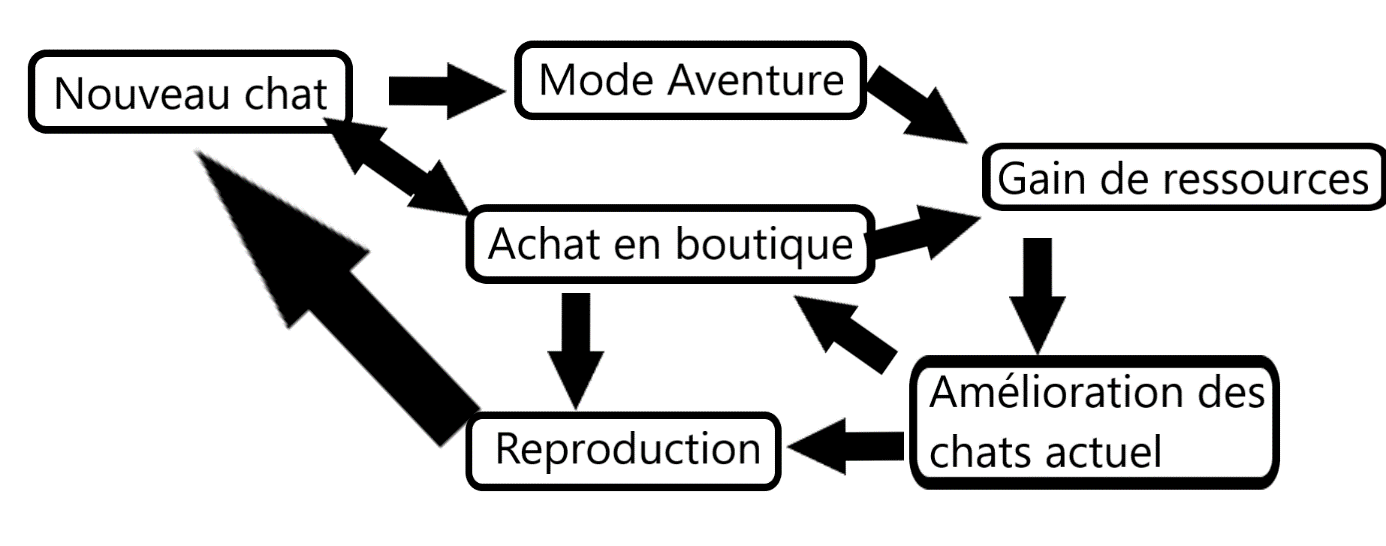 Nouveau chat
Mode Aventure
Gain de ressources
Achat en boutique
Amélioration des
chats actuel
Reproduction